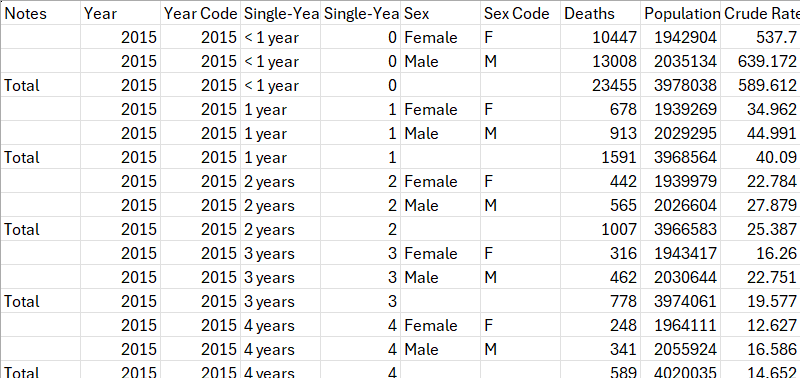 Notes Year Year Code Single-Yea Single-Yea Sex Sex Code Deaths Population Crude Rate
2015 2015 < 1 year 0 Female F 10447 1942904 537.7
2015 2015 < 1 year 0 Male M 13008 2035134 639.172
Total 2015 2015 < 1 year 0 23455 3978038 589.612
2015 2015 1 year 1 Female F 678 1939269 34.962
2015 2015 1 year 1 Male M 913 2029295 44.991
Total 2015 2015 1 year 1 1591 3968564 40.09
2015 2015 2 years 2 Female F 442 1939979 22.784
2015 2015 2 years 2 Male M 565 2026604 27.879
Total 2015 2015 2 years 2 1007 3966583 25.387
2015 2015 3 years 3 Female F 316 1943417 16.26
2015 2015 3 years 3 Male M 462 2030644 22.751
Total 2015 2015 3 years 3 778 3974061 19.577
2015 2015 4 years 4 Female F 248 1964111 12.627
2015 2015 4 years 4 Male M 341 2055924 16.586
Total 2015 2015 4 years 4 589 4020035 14.652